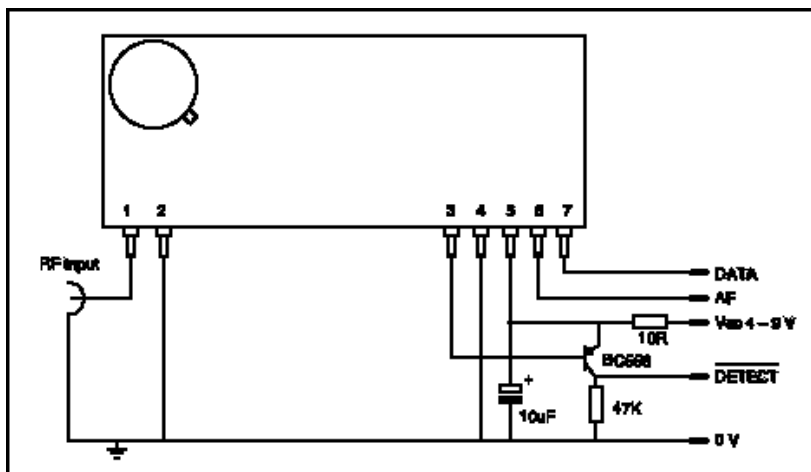 1 2 3 4 5 6 7
RF input
DATA
AF
Vcc 4 - 9 V
10R
DETECT
+
10uF
47K
0 V